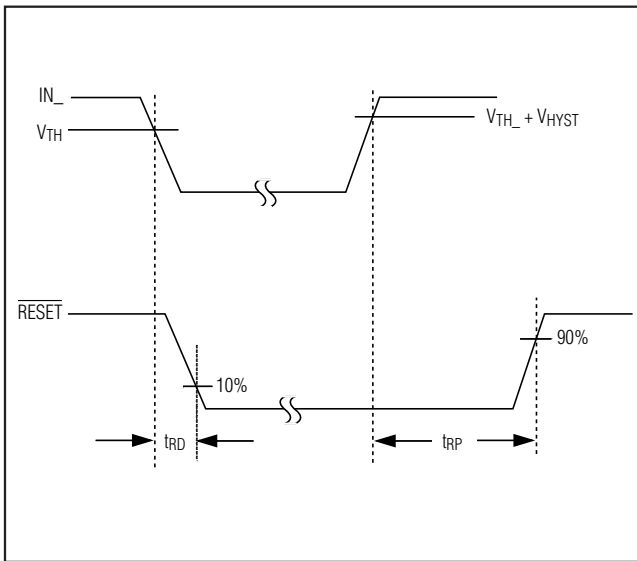 IN_
VTH
VTH_ + VHYST
RESET
10%
90%
tRD
tRP